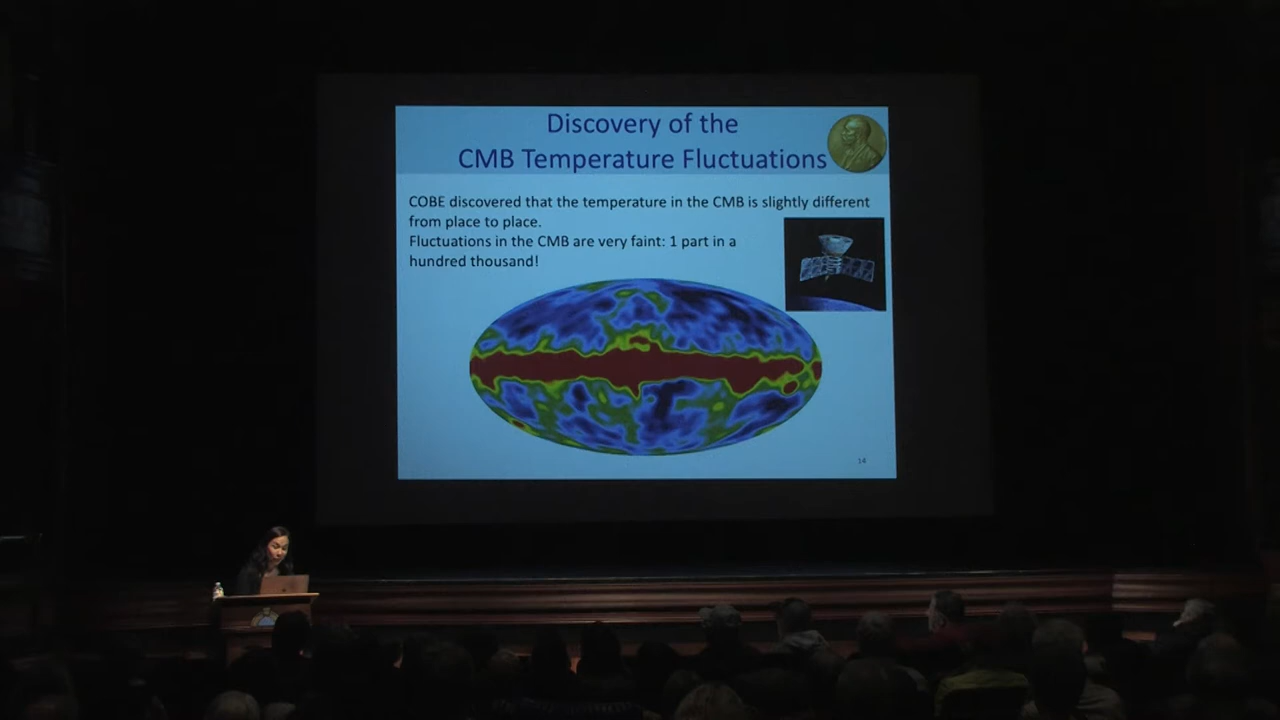 Discovery of the
CMB Temperature Fluctuations
COBE discovered that the temperature in the CMB is slightly different
from place to place.
Fluctuations in the CMB are very faint: 1 part in a
hundred thousand!
14